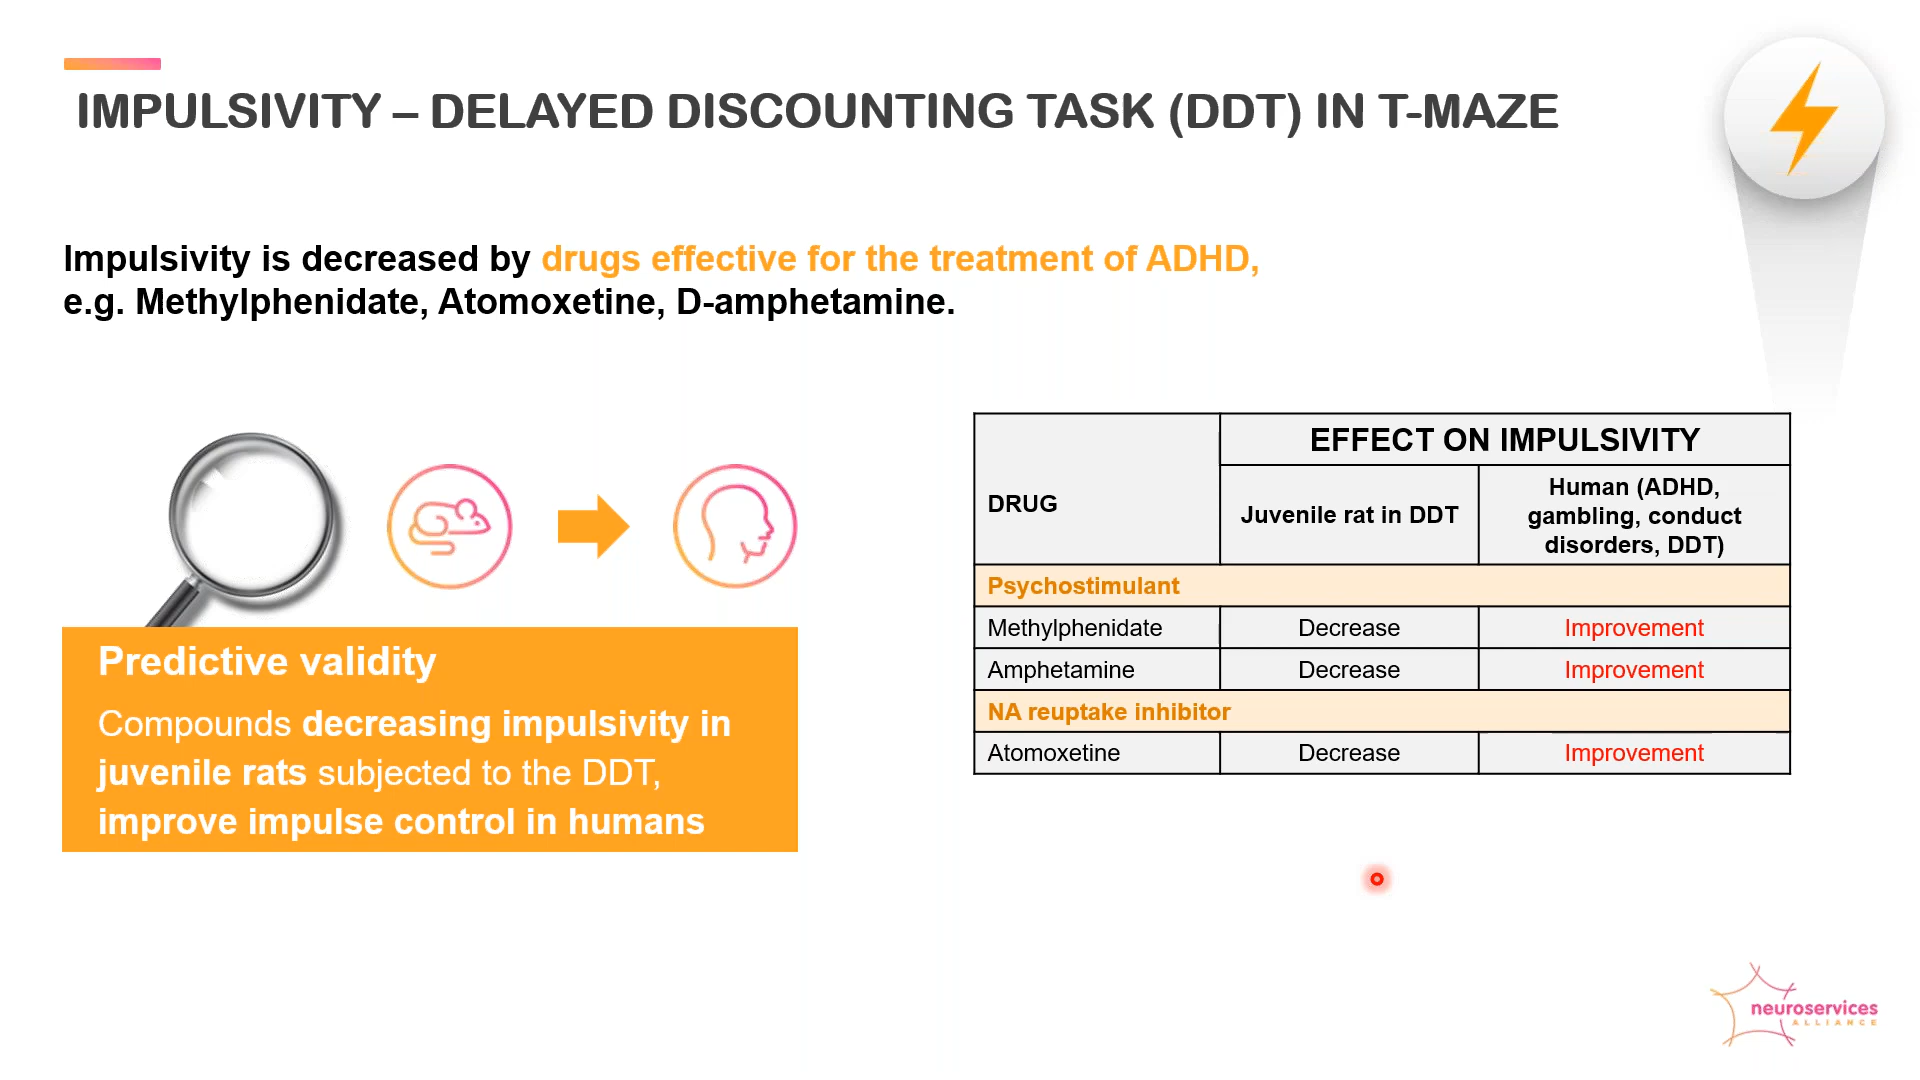 IMPULSIVITY – DELAYED DISCOUNTING TASK (DDT) IN T-MAZE
Impulsivity is decreased by drugs effective for the treatment of ADHD,
e.g. Methylphenidate, Atomoxetine, D-amphetamine.
Predictive validity
Compounds decreasing impulsivity in
juvenile rats subjected to the DDT,
improve impulse control in humans
DRUG
EFFECT ON IMPULSIVITY
Juvenile rat in DDT
Human (ADHD,
gambling, conduct
disorders, DDT)
Psychostimulant
Methylphenidate Decrease Improvement
Amphetamine Decrease Improvement
NA reuptake inhibitor
Atomoxetine Decrease Improvement
neuroservices
ALLIANCE